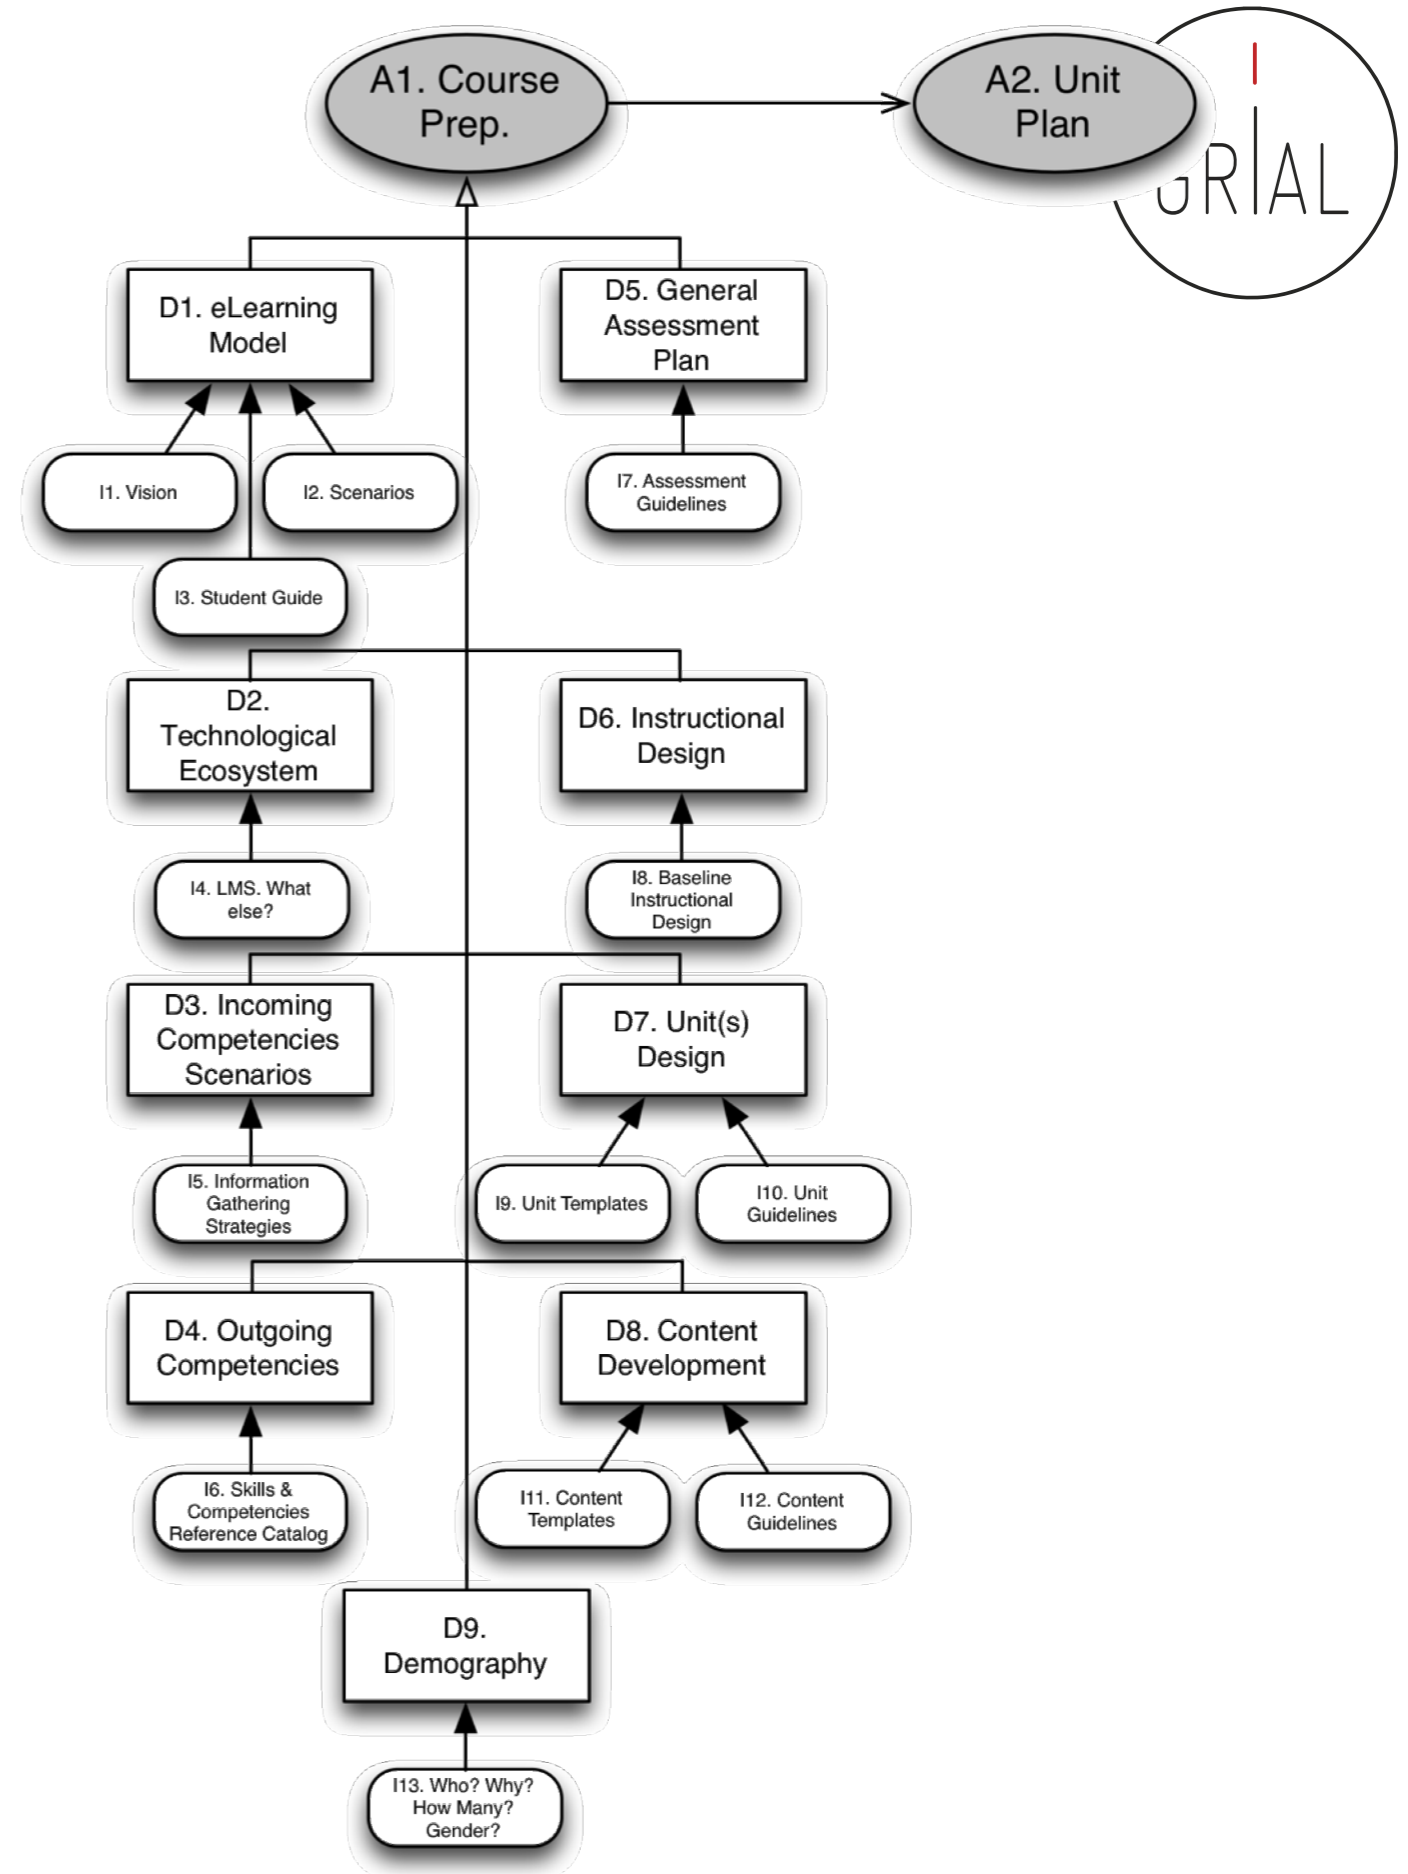 A1. Course
Prep.
A2. Unit
Plan
GRIAL
D1. eLearning
Model
D5. General
Assessment
Plan
I1. Vision
I2. Scenarios
I7. Assessment
Guidelines
I3. Student Guide
D2.
Technological
Ecosystem
D6. Instructional
Design
I4. LMS. What
else?
I8. Baseline
Instructional
Design
D3. Incoming
Competencies
Scenarios
D7. Unit(s)
Design
I5. Information
Gathering
Strategies
I9. Unit Templates
I10. Unit
Guidelines
D4. Outgoing
Competencies
D8. Content
Development
I6. Skills &
Competencies
Reference Catalog
I11. Content
Templates
I12. Content
Guidelines
D9.
Demography
I13. Who? Why?
How Many?
Gender?